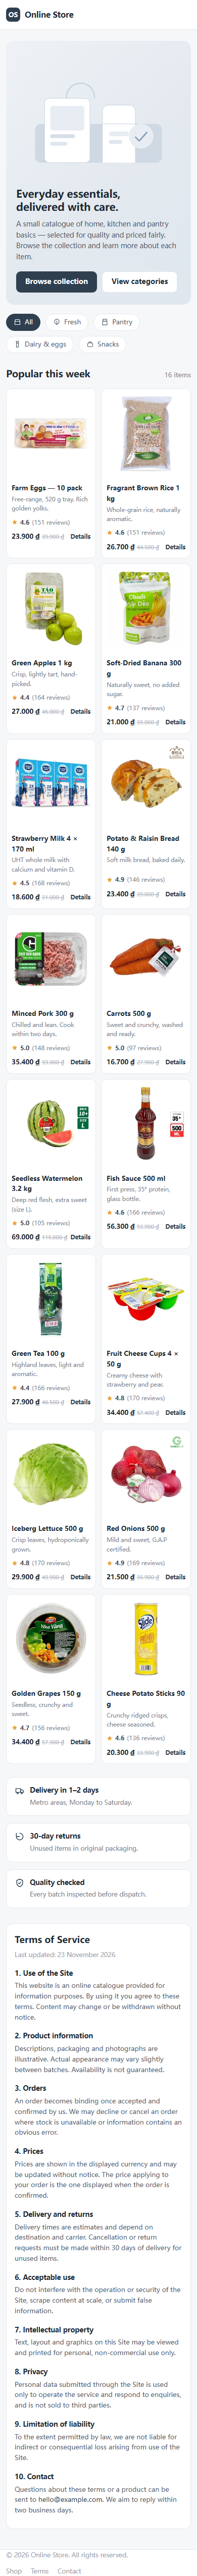 OS Online Store
Everyday essentials,
delivered with care.
A small catalogue of home, kitchen and pantry
basics — selected for quality and priced fairly.
Browse the collection and learn more about each
item.
Browse collection
View categories
All
Fresh
Pantry
Dairy & eggs
Snacks
Popular this week
16 items
Farm Eggs — 10 pack
Free-range, 520 g tray. Rich
golden yolks.
★ 4.6 (151 reviews)
23.900 ₫ 39.900 ₫ Details
Fragrant Brown Rice 1
kg
Whole-grain rice, naturally
aromatic.
★ 4.6 (151 reviews)
26.700 ₫ 44.500 ₫ Details
Green Apples 1 kg
Crisp, lightly tart, hand-
picked.
★ 4.4 (164 reviews)
27.000 ₫ Details
Soft-Dried Banana 300
g
Naturally sweet, no added
sugar.
★ 4.7 (137 reviews)
21.000 ₫ 35.000 ₫ Details
Strawberry Milk 4 ×
170 ml
UHT whole milk with
calcium and vitamin D.
★ 4.5 (168 reviews)
18.600 ₫ 31.000 ₫ Details
Potato & Raisin Bread
140 g
Soft milk bread, baked daily.
★ 4.9 (146 reviews)
23.400 ₫ Details
Minced Pork 300 g
Chilled and lean. Cook
within two days.
★ 5.0 (148 reviews)
35.400 ₫ Details
Carrots 500 g
Sweet and crunchy, washed
and ready.
★ 5.0 (97 reviews)
16.700 ₫ Details
Seedless Watermelon
3.2 kg
Deep red flesh, extra sweet
(size L).
★ 5.0 (105 reviews)
69.000 ₫ Details
35°
500
ML
Fish Sauce 500 ml
First press, 35° protein,
glass bottle.
★ 4.6 (166 reviews)
56.300 ₫ Details
Green Tea 100 g
Highland leaves, light and
aromatic.
★ 4.4 (166 reviews)
27.900 ₫ 46.500 ₫ Details
Fruit Cheese Cups 4 ×
50 g
Creamy cheese with
strawberry and pear.
★ 4.8 (170 reviews)
34.400 ₫ 57.400 ₫ Details
Iceberg Lettuce 500 g
Crisp leaves, hydroponically
grown.
★ 4.8 (170 reviews)
29.900 ₫ 49.900 ₫ Details
Red Onions 500 g
Mild and sweet, G.A.P.
certified.
★ 4.9 (169 reviews)
21.500 ₫ Details
Golden Grapes 150 g
Seedless, crunchy and
sweet.
★ 4.7 (156 reviews)
34.400 ₫ Details
Slide
Cheese Potato Sticks 90
g
Crunchy ridged crisps,
cheese seasoned.
★ 4.6 (136 reviews)
20.300 ₫ Details
Delivery in 1–2 days
Metro areas, Monday to Saturday.
30-day returns
Unused items in original packaging.
Quality checked
Every batch inspected before dispatch.
Terms of Service
Last updated: 23 November 2026
1. Use of the Site
This website is an online catalogue provided for
information purposes. By using it you agree to these
terms. Content may change or be withdrawn without
notice.
2. Product information
Descriptions, packaging and photographs are
illustrative. Actual appearance may vary slightly
between batches. Availability is not guaranteed.
3. Orders
An order becomes binding once accepted and
confirmed by us. We may decline or cancel an order
where stock is unavailable or information contains an
obvious error.
4. Prices
Prices are shown in the displayed currency and may
be updated without notice. The price applying to
your order is the one displayed when the order is
confirmed.
5. Delivery and returns
Delivery times are estimates and depend on
destination and carrier. Cancellation or return
requests must be made within 30 days of delivery for
unused items.
6. Acceptable use
Do not interfere with the operation or security of the
Site, scrape content at scale, or submit false
information.
7. Intellectual property
Text, layout and graphics on this Site may be viewed
and printed for personal, non-commercial use only.
8. Privacy
Personal data submitted through the Site is used
only to operate the service and respond to enquiries,
and is not sold to third parties.
9. Limitation of liability
To the extent permitted by law, we are not liable for
indirect or consequential loss arising from use of the
Site.
10. Contact
Questions about these terms or a product can be
sent to hello@example.com. We aim to reply within
two business days.
© 2026 Online Store. All rights reserved.
Shop Terms Contact